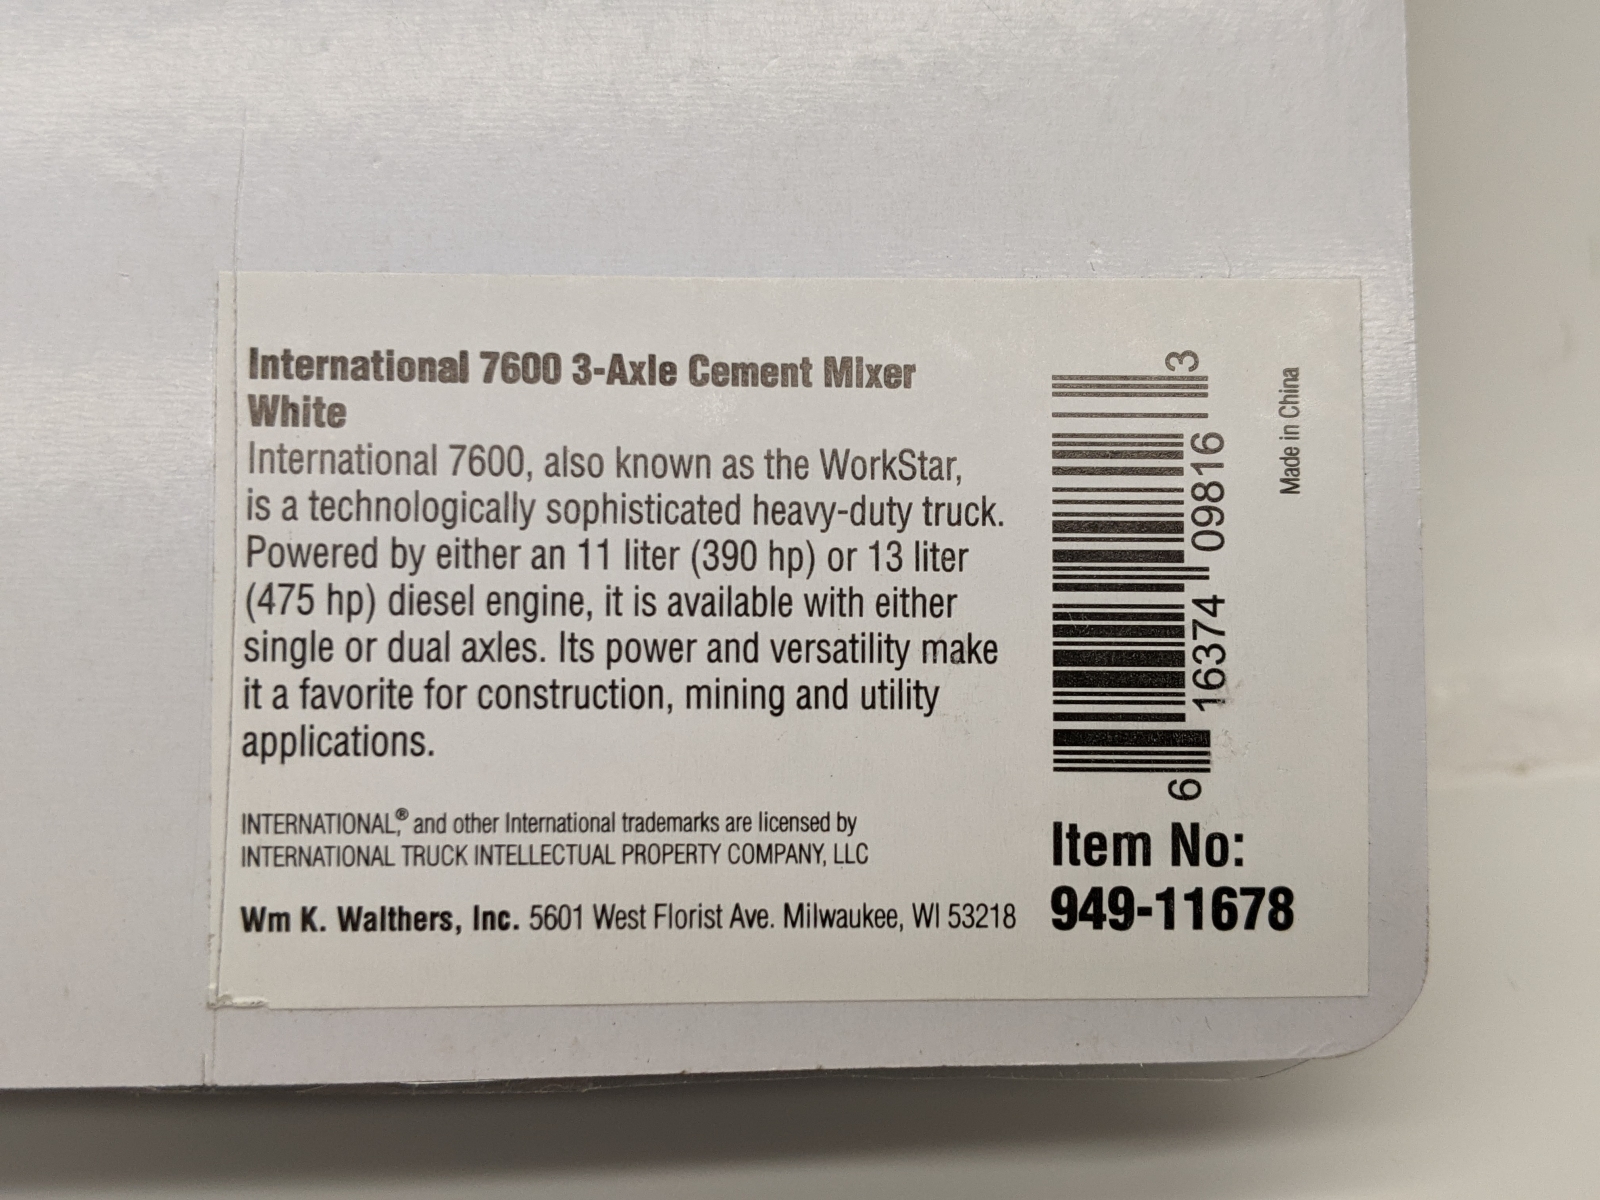 International 7600 3-Axle Cement Mixer
White
International 7600, also known as the WorkStar,
is a technologically sophisticated heavy-duty truck.
Powered by either an 11 liter (390 hp) or 13 liter
(475 hp) diesel engine, it is available with either
single or dual axles. Its power and versatility make
it a favorite for construction, mining and utility
applications.
INTERNATIONAL,® and other International trademarks are licensed by
INTERNATIONAL TRUCK INTELLECTUAL PROPERTY COMPANY, LLC
Wm K. Walthers, Inc. 5601 West Florist Ave. Milwaukee, WI 53218
6 16374 09816 3
Made in China
Item No:
949-11678